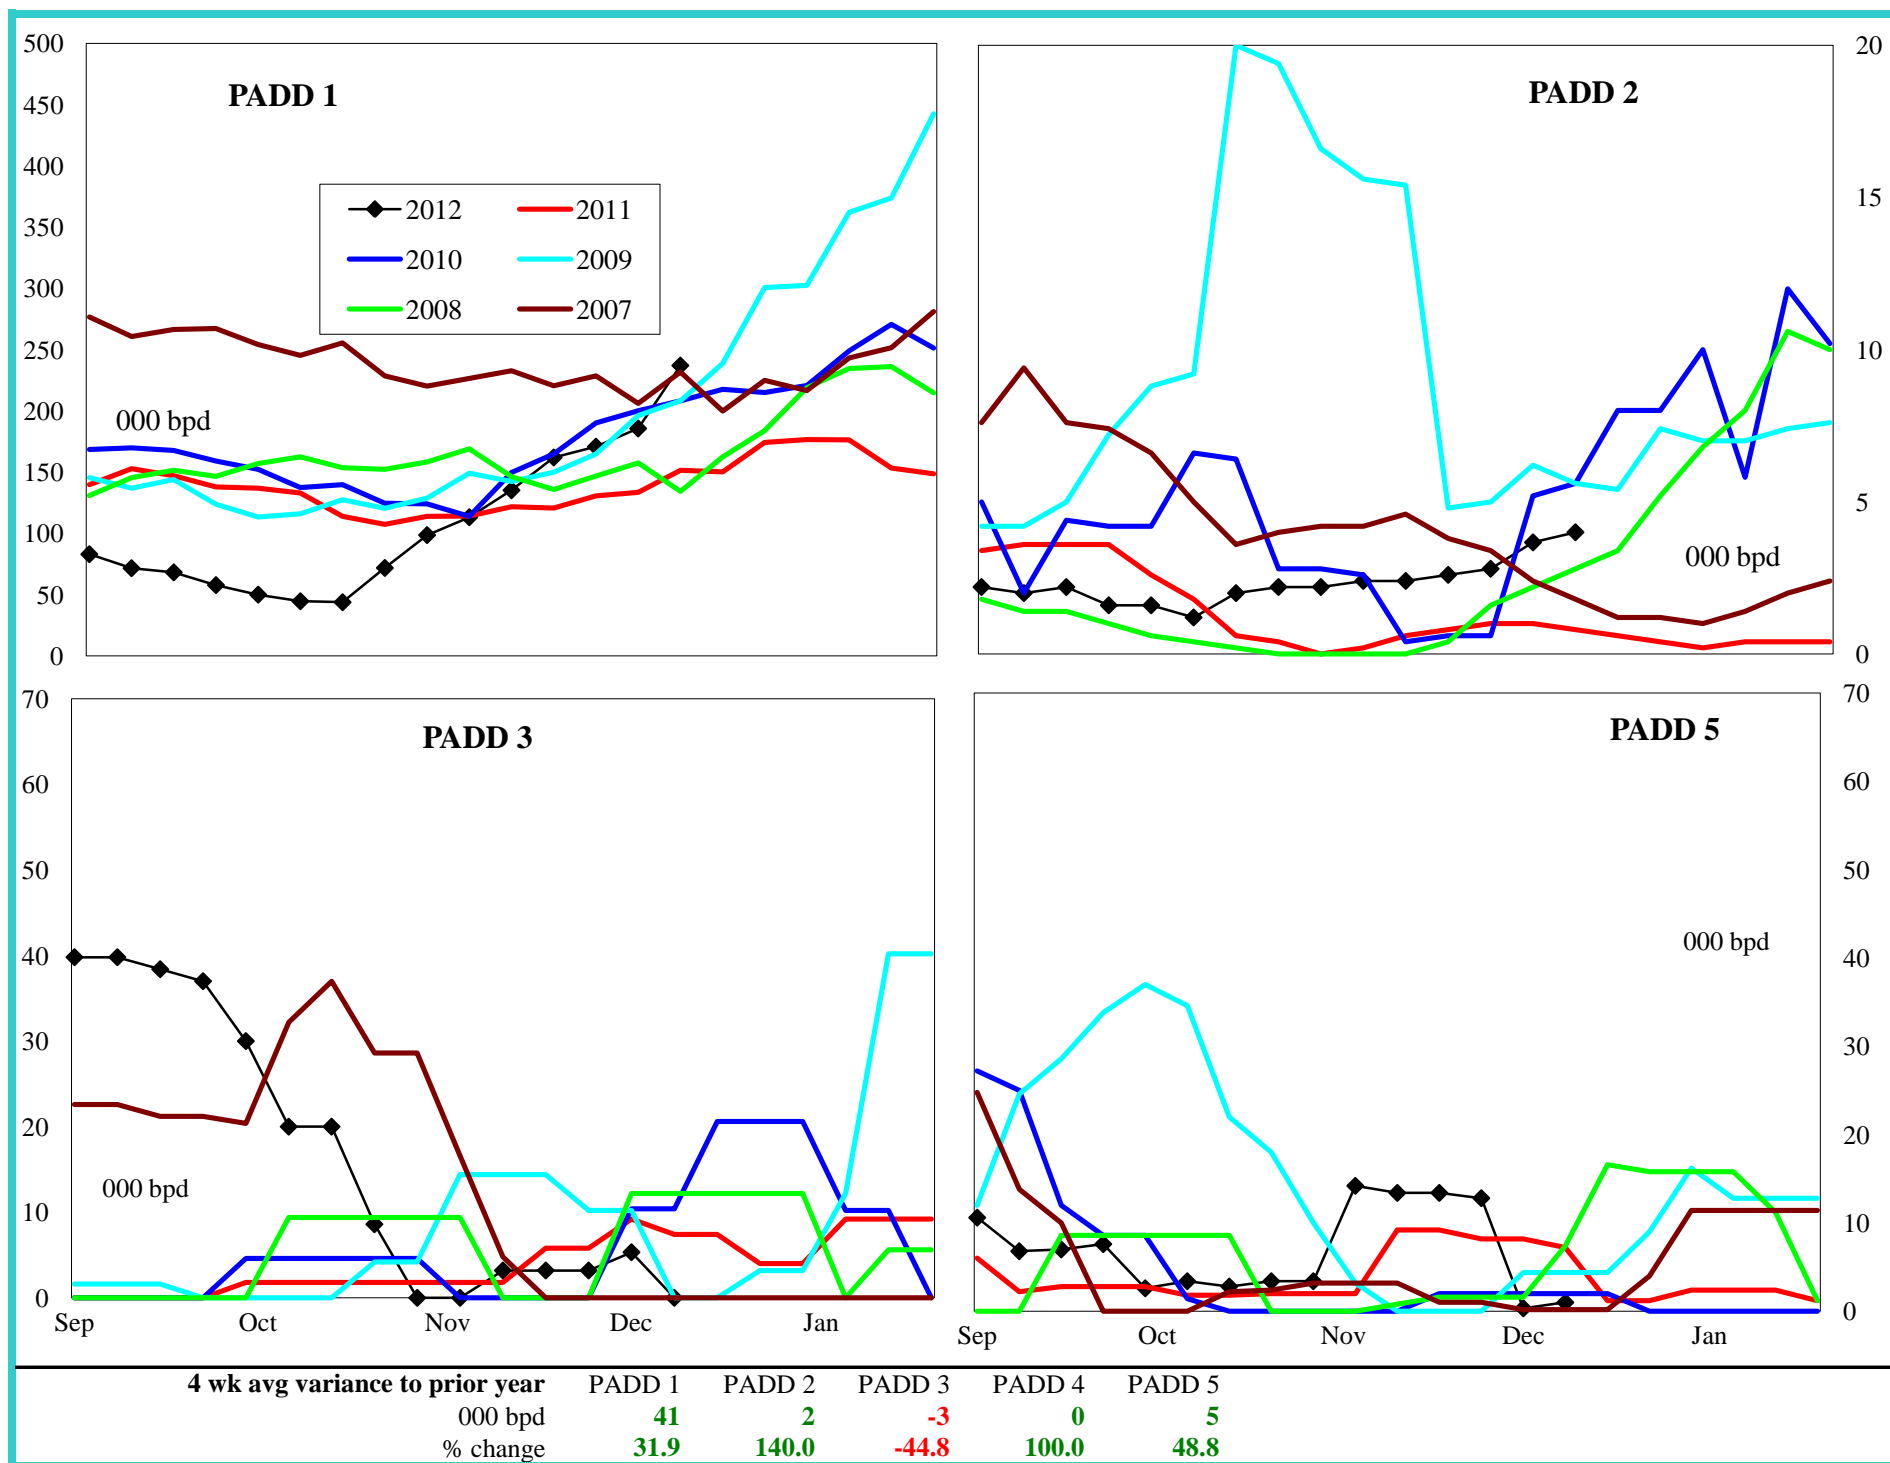 500
450
400
350
300
250
200
150
100
50
0
PADD 1
2012 2011
2010 2009
2008 2007
000 bpd
20
15
10
5
0
PADD 2
000 bpd
70
60
50
40
30
20
10
0
PADD 3
000 bpd
Sep Oct Nov Dec Jan
70
60
50
40
30
20
10
0
PADD 5
000 bpd
Sep Oct Nov Dec Jan
4 wk avg variance to prior year PADD 1 PADD 2 PADD 3 PADD 4 PADD 5
000 bpd 41 2 -3 0 5
% change 31.9 140.0 -44.8 100.0 48.8